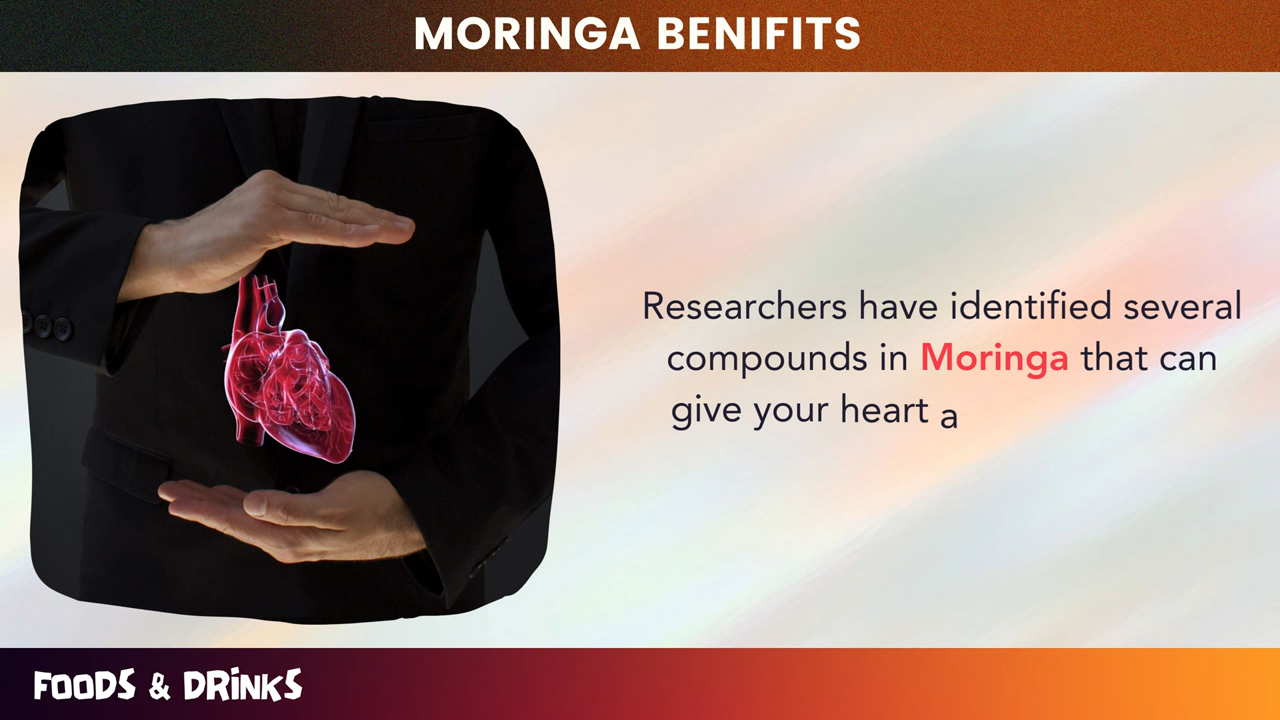 MORINGA BENIFITS
Researchers have identified several
compounds in Moringa that can
give your heart a
FOODS & DRiNKS